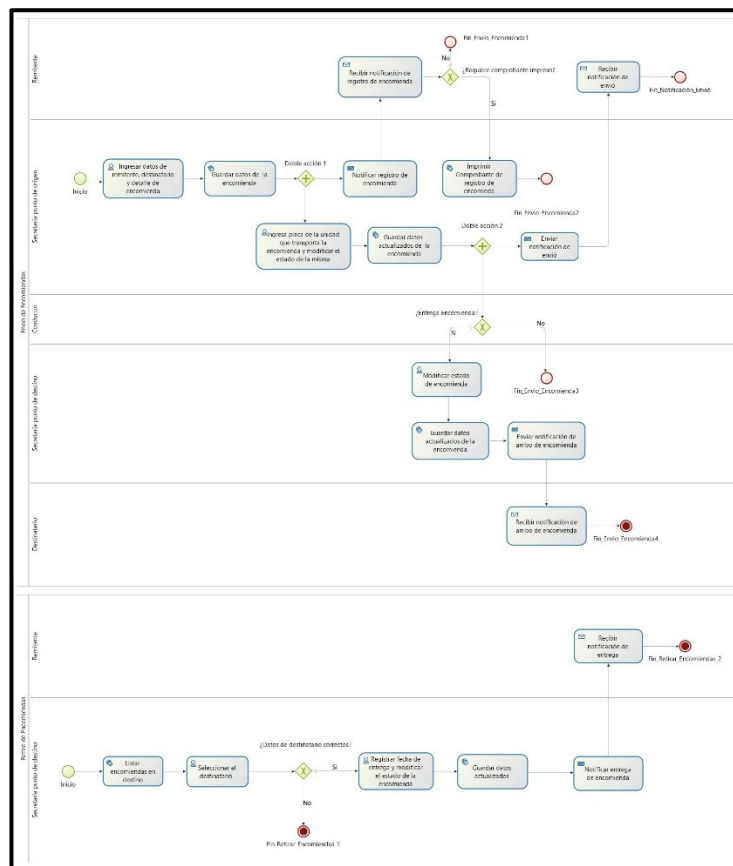 Envio de Encomiendas
Remitente
Recibir notificación de
registro de encomienda
No
Fin_Envio_Encomienda1
¿Requiere comprobante impreso?
Si
Recibir
notificación de
envió
Fin_Notificación_Envió
Secretaria punto de origen
Inicio
Ingresar datos de
remitente, destinatario
y detalle de
encomienda
Guardar datos de la
encomienda
Doble acción 1
Notificar registro de
encomienda
Imprimir
Comprobante de
registro de
encomienda
Fin_Envio_Encomienda2
Ingresa placa de la unidad
que transporta la
encomienda y modificar el
estado de la misma
Guardar datos
actualizados de la
encomienda
Doble acción 2
Enviar
notificación de
envió
Conductor
¿Entrega Encomienda?
Si
No
Fin_Envio_Encomienda3
Secretaria punto de destino
Modificar estado
de encomienda
Guardar datos
actualizados de la
encomienda
Enviar notificación de
arribo de encomienda
Destinatario
Recibir notificación de
arribo de encomienda
Fin_Envio_Encomienda4
Retiro de Encomiendas
Remitente
Recibir
notificación de
entrega
Fin_Retirar_Encomiendas_2
Secretaria punto de destino
Inicio
Listar
encomiendas en
destino
Seleccionar el
destinatario
¿Datos de destinatario correctos?
Si
No
Fin_Retirar_Encomiendas_1
Registrar fecha de
entrega y modificar
el estado de la
encomienda
Guardar datos
actualizados
Notificar entrega
de encomienda